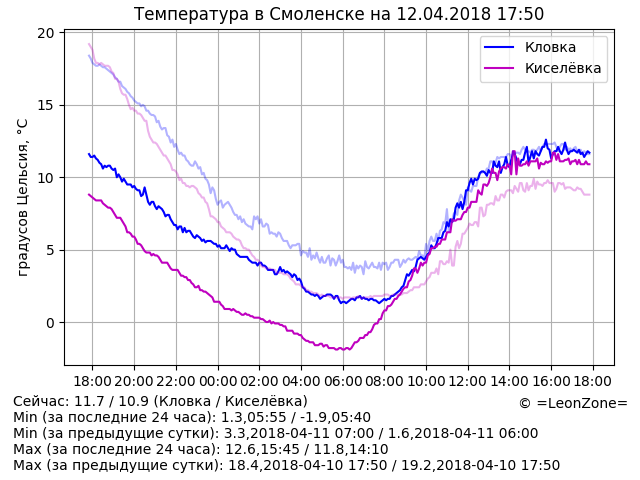 Температура в Смоленске на 12.04.2018 17:50
20
15
10
5
0
градусов Цельсия, °C
Кловка
Киселёвка
18:00 20:00 22:00 00:00 02:00 04:00 06:00 08:00 10:00 12:00 14:00 16:00 18:00
Сейчас: 11.7 / 10.9 (Кловка / Киселёвка)
© =LeonZone=
Min (за последние 24 часа): 1.3,05:55 / -1.9,05:40
Min (за предыдущие сутки): 3.3,2018-04-11 07:00 / 1.6,2018-04-11 06:00
Max (за последние 24 часа): 12.6,15:45 / 11.8,14:10
Max (за предыдущие сутки): 18.4,2018-04-10 17:50 / 19.2,2018-04-10 17:50